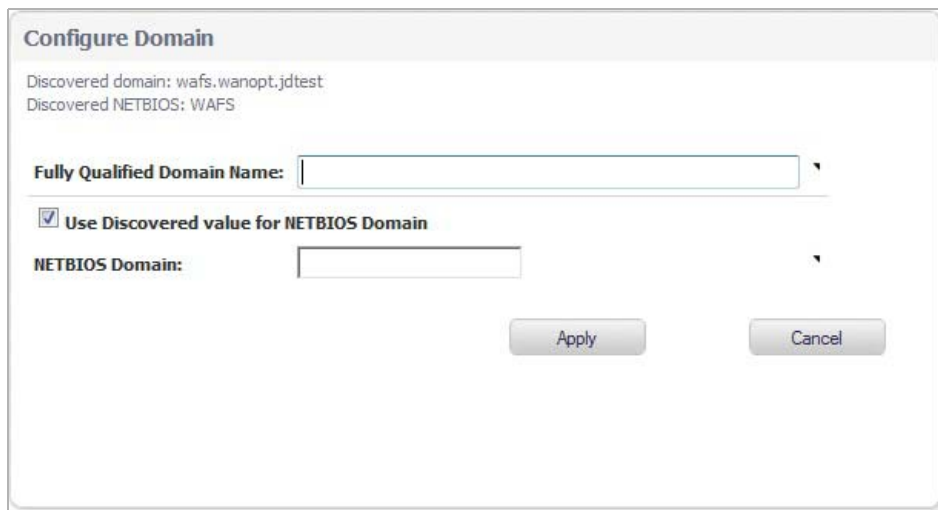 Configure Domain
Discovered domain: wafs.wanopt.jdtest
Discovered NETBIOS: WAFS
Fully Qualified Domain Name:
Use Discovered value for NETBIOS Domain
NETBIOS Domain:
Apply Cancel